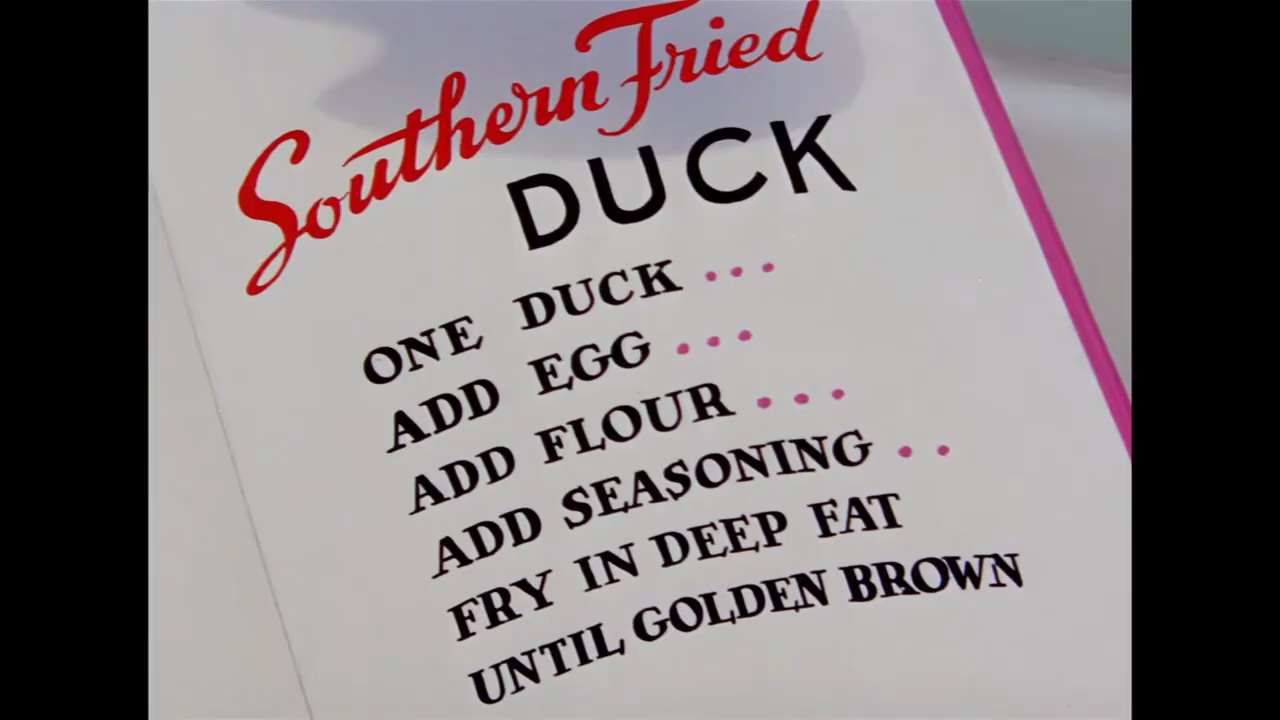 Southern Fried
DUCK
ONE DUCK...
ADD EGG...
ADD FLOUR...
ADD SEASONING..
FRY IN DEEP FAT
UNTIL GOLDEN BROWN